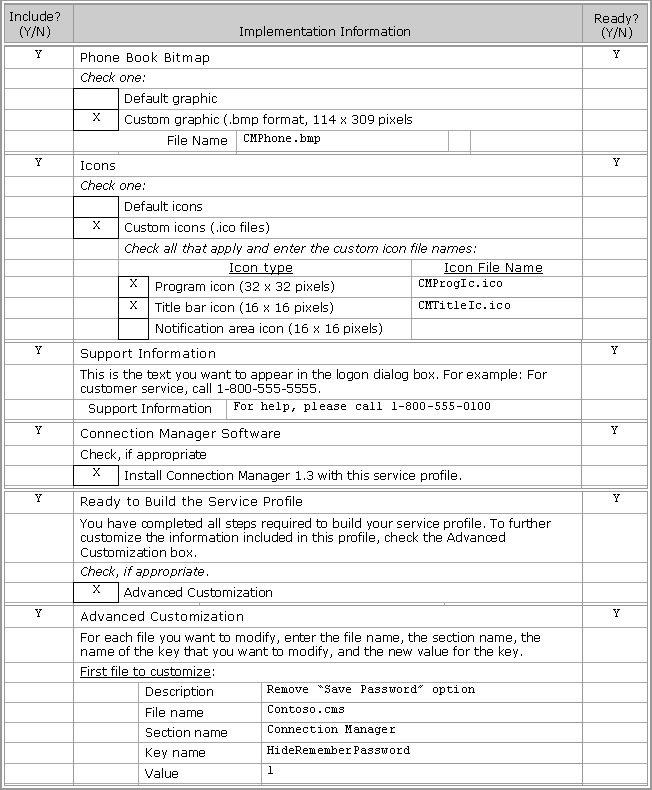 Include?
(Y/N)
Implementation Information
Ready?
(Y/N)
Y Phone Book Bitmap Y
Check one:
Default graphic
X Custom graphic (.bmp format, 114 x 309 pixels
File Name CMPhone.bmp
Y Icons Y
Check one:
Default icons
X Custom icons (.ico files)
Check all that apply and enter the custom icon file names:
Icon type Icon File Name
X Program icon (32 x 32 pixels) CMProgIc.ico
X Title bar icon (16 x 16 pixels) CMTitleIc.ico
Notification area icon (16 x 16 pixels)
Y Support Information Y
This is the text you want to appear in the logon dialog box. For example: For
customer service, call 1-800-555-5555.
Support Information For help, please call 1-800-555-0100
Y Connection Manager Software Y
Check, if appropriate
X Install Connection Manager 1.3 with this service profile.
Y Ready to Build the Service Profile Y
You have completed all steps required to build your service profile. To further
customize the information included in this profile, check the Advanced
Customization box.
Check, if appropriate.
X Advanced Customization
Y Advanced Customization Y
For each file you want to modify, enter the file name, the section name, the
name of the key that you want to modify, and the new value for the key.
First file to customize:
Description Remove “Save Password” option
File name Contoso.cms
Section name Connection Manager
Key name HideRememberPassword
Value 1